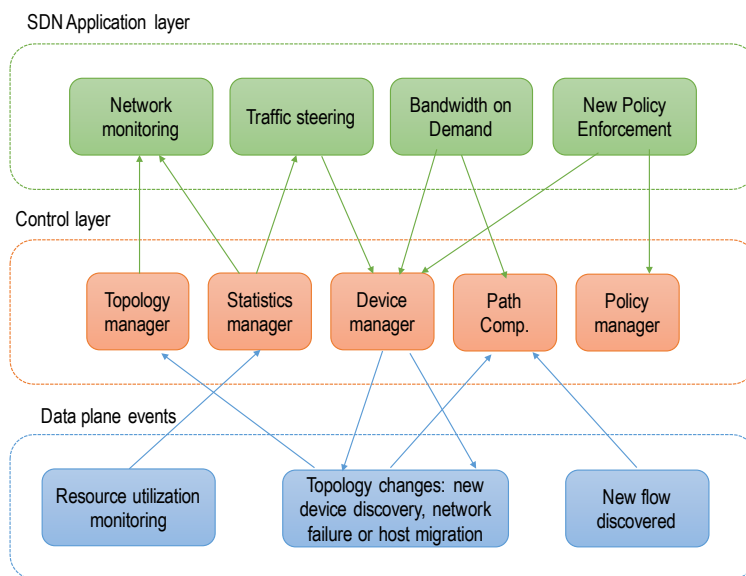 SDN Application layer
Network
monitoring
Traffic steering
Bandwidth on
Demand
New Policy
Enforcement
Control layer
Topology
manager
Statistics
manager
Device
manager
Path
Comp.
Policy
manager
Data plane events
Resource utilization
monitoring
Topology changes: new
device discovery, network
failure or host migration
New flow
discovered